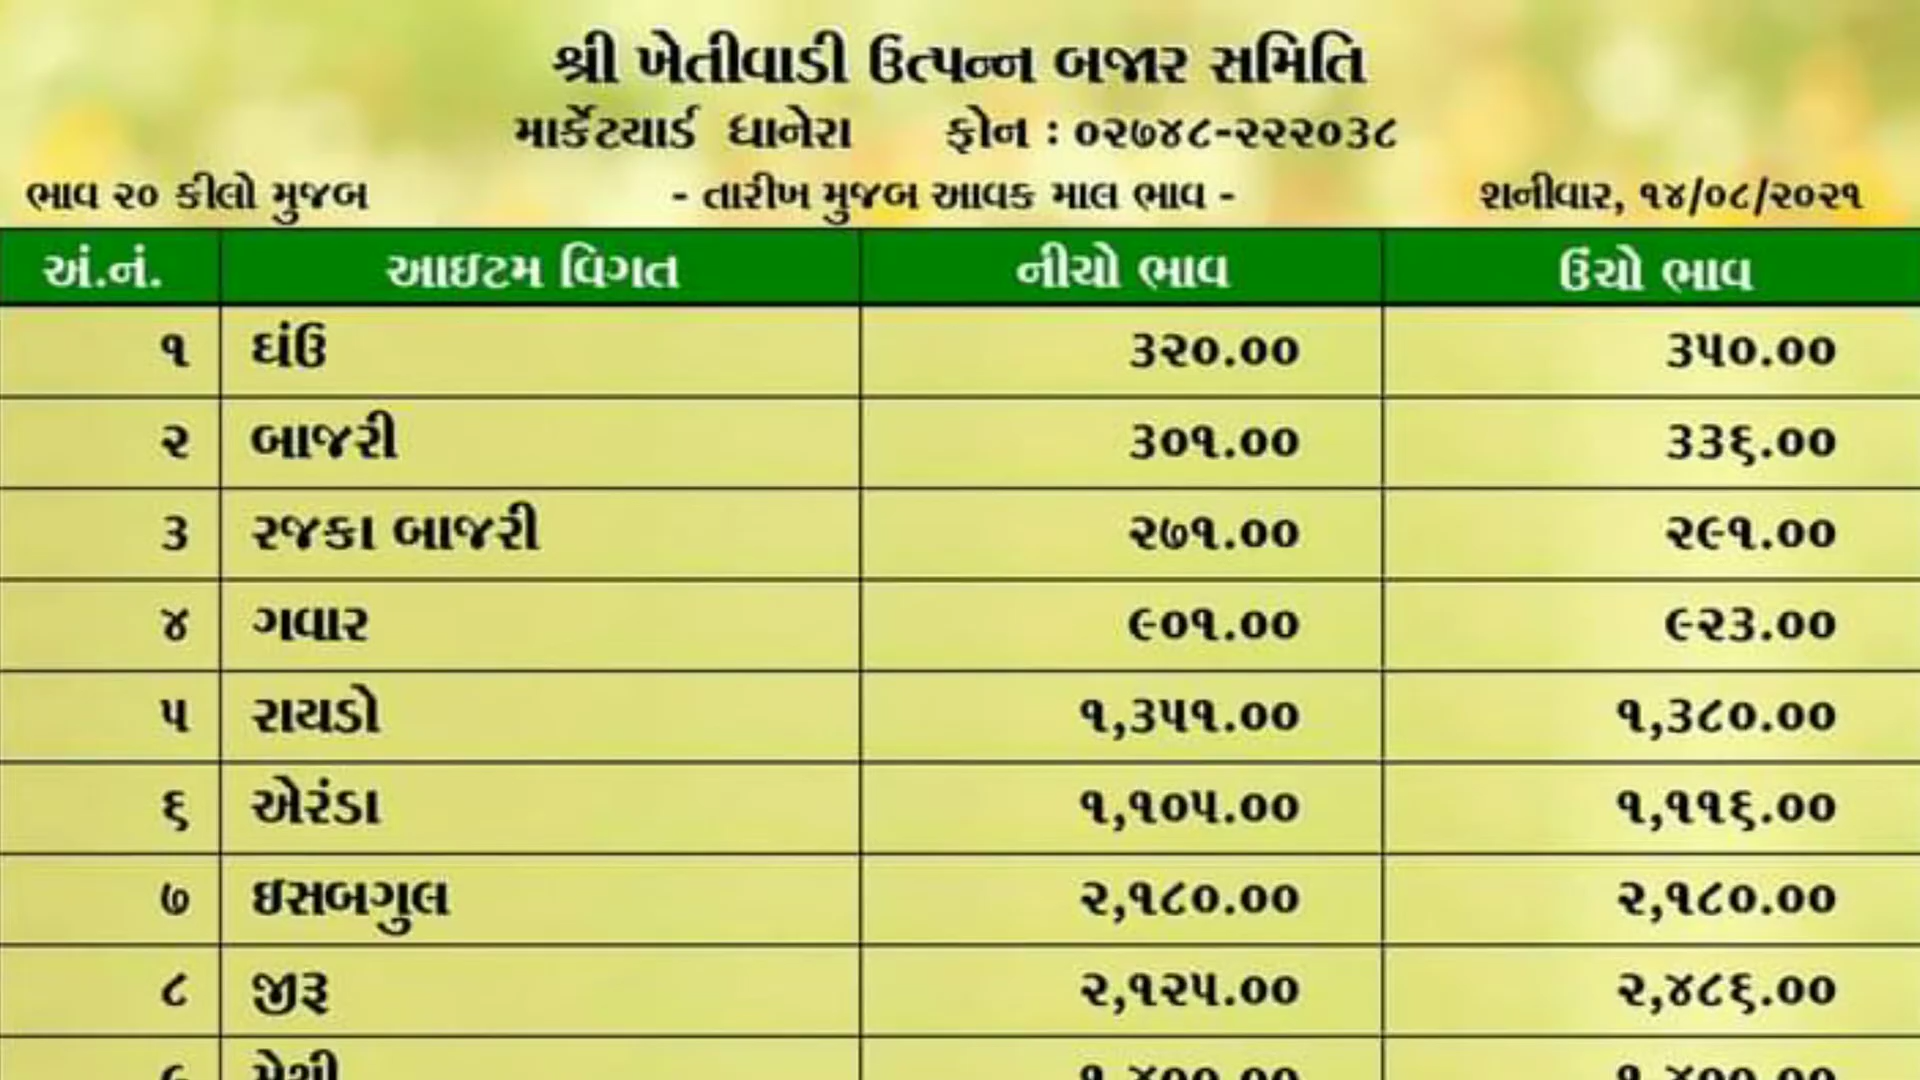 શ્રી ખેતીવાડી ઉત્પન્ન બજાર સમિતિ
માર્કેટયાર્ડ ધાનેરા ફોન : ૦૨૭૪૮-૨૨૨૦૩૮
ભાવ ૨૦ કીલો મુજબ - તારીખ મુજબ આવક માલ ભાવ - શનીવાર, ૧૪/૦૮/૨૦૨૧
અં.નં. આઇટમ વિગત નીચો ભાવ ઉંચો ભાવ
૧ ઘંઉ ૩૨૦.૦૦ ૩૫૦.૦૦
૨ બાજરી ૩૦૧.૦૦ ૩૩૬.૦૦
૩ રજકા બાજરી ૨૭૧.૦૦ ૨૯૧.૦૦
૪ ગવાર ૯૦૧.૦૦ ૯૨૩.૦૦
૫ રાયડો ૧,૩૫૧.૦૦ ૧,૩૮૦.૦૦
૬ એરંડા ૧,૧૦૫.૦૦ ૧,૧૧૬.૦૦
૭ ઇસબગુલ ૨,૧૮૦.૦૦ ૨,૧૮૦.૦૦
૮ જીરૂ ૨,૧૨૫.૦૦ ૨,૪૮૬.૦૦
૯ મેથી